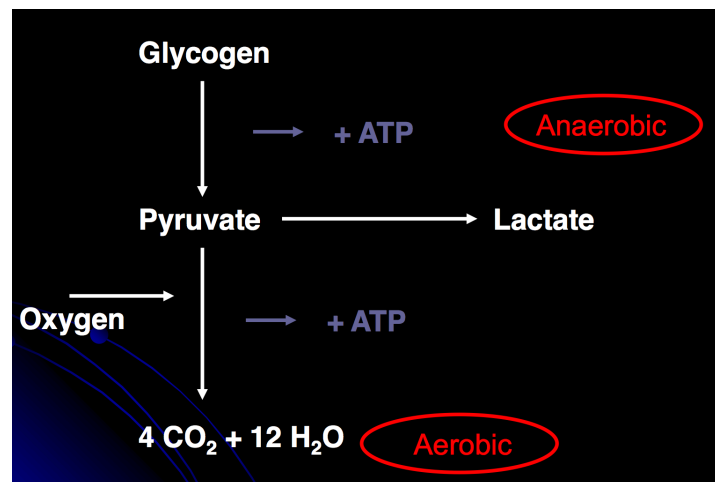 Glycogen
+ ATP
Anaerobic
Pyruvate
Lactate
Oxygen
+ ATP
4 CO₂ + 12 H₂O
Aerobic